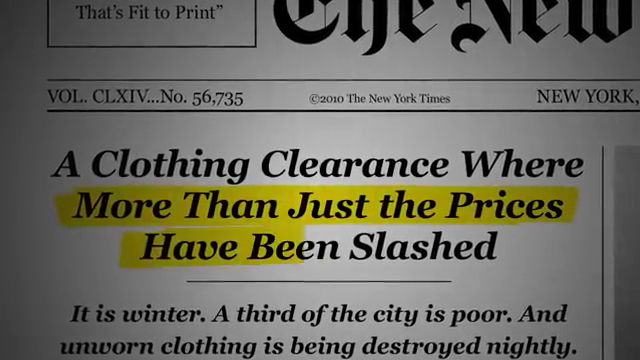 That's Fit to Print”
The New
VOL. CLXIV...No. 56,735
©2010 The New York Times
NEW YORK,
A Clothing Clearance Where
More Than Just the Prices
Have Been Slashed
It is winter. A third of the city is poor. And
unworn clothing is being destroyed nightly.